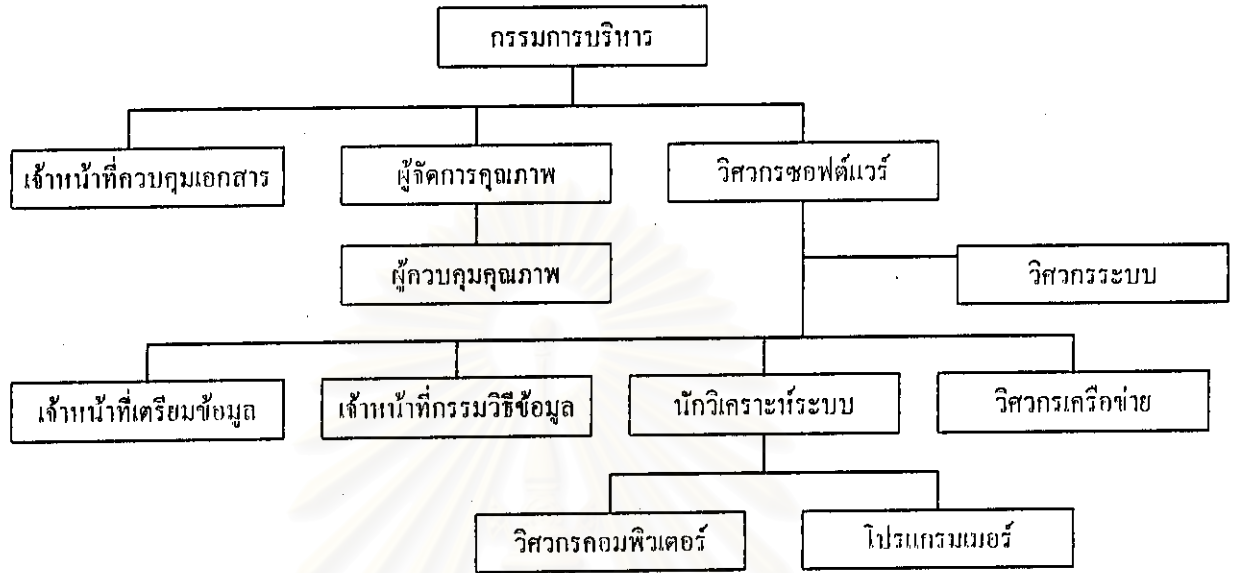 กรรมการบริหาร
เจ้าหน้าที่ควบคุมเอกสาร
ผู้จัดการคุณภาพ
วิศวกรซอฟต์แวร์
ผู้ควบคุมคุณภาพ
วิศวกรระบบ
เจ้าหน้าที่เตรียมข้อมูล
เจ้าหน้าที่กรรมวิธีข้อมูล
นักวิเคราะห์ระบบ
วิศวกรเครือข่าย
วิศวกรคอมพิวเตอร์
โปรแกรมเมอร์